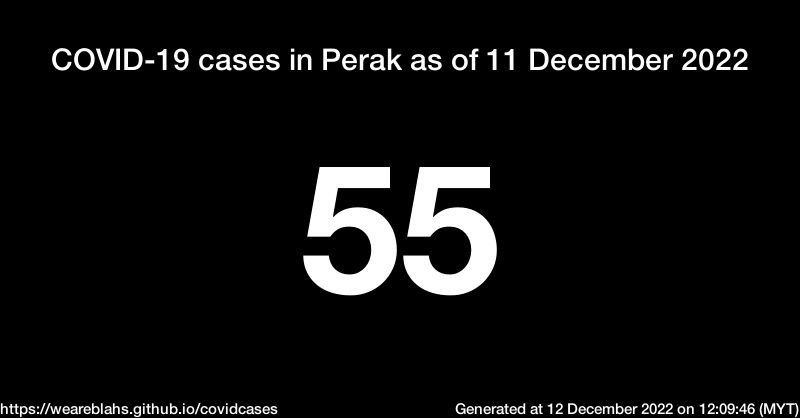 COVID-19 cases in Perak as of 11 December 2022
55
https://weareblahs.github.io/covidcases
Generated at 12 December 2022 on 12:09:46 (MYT)